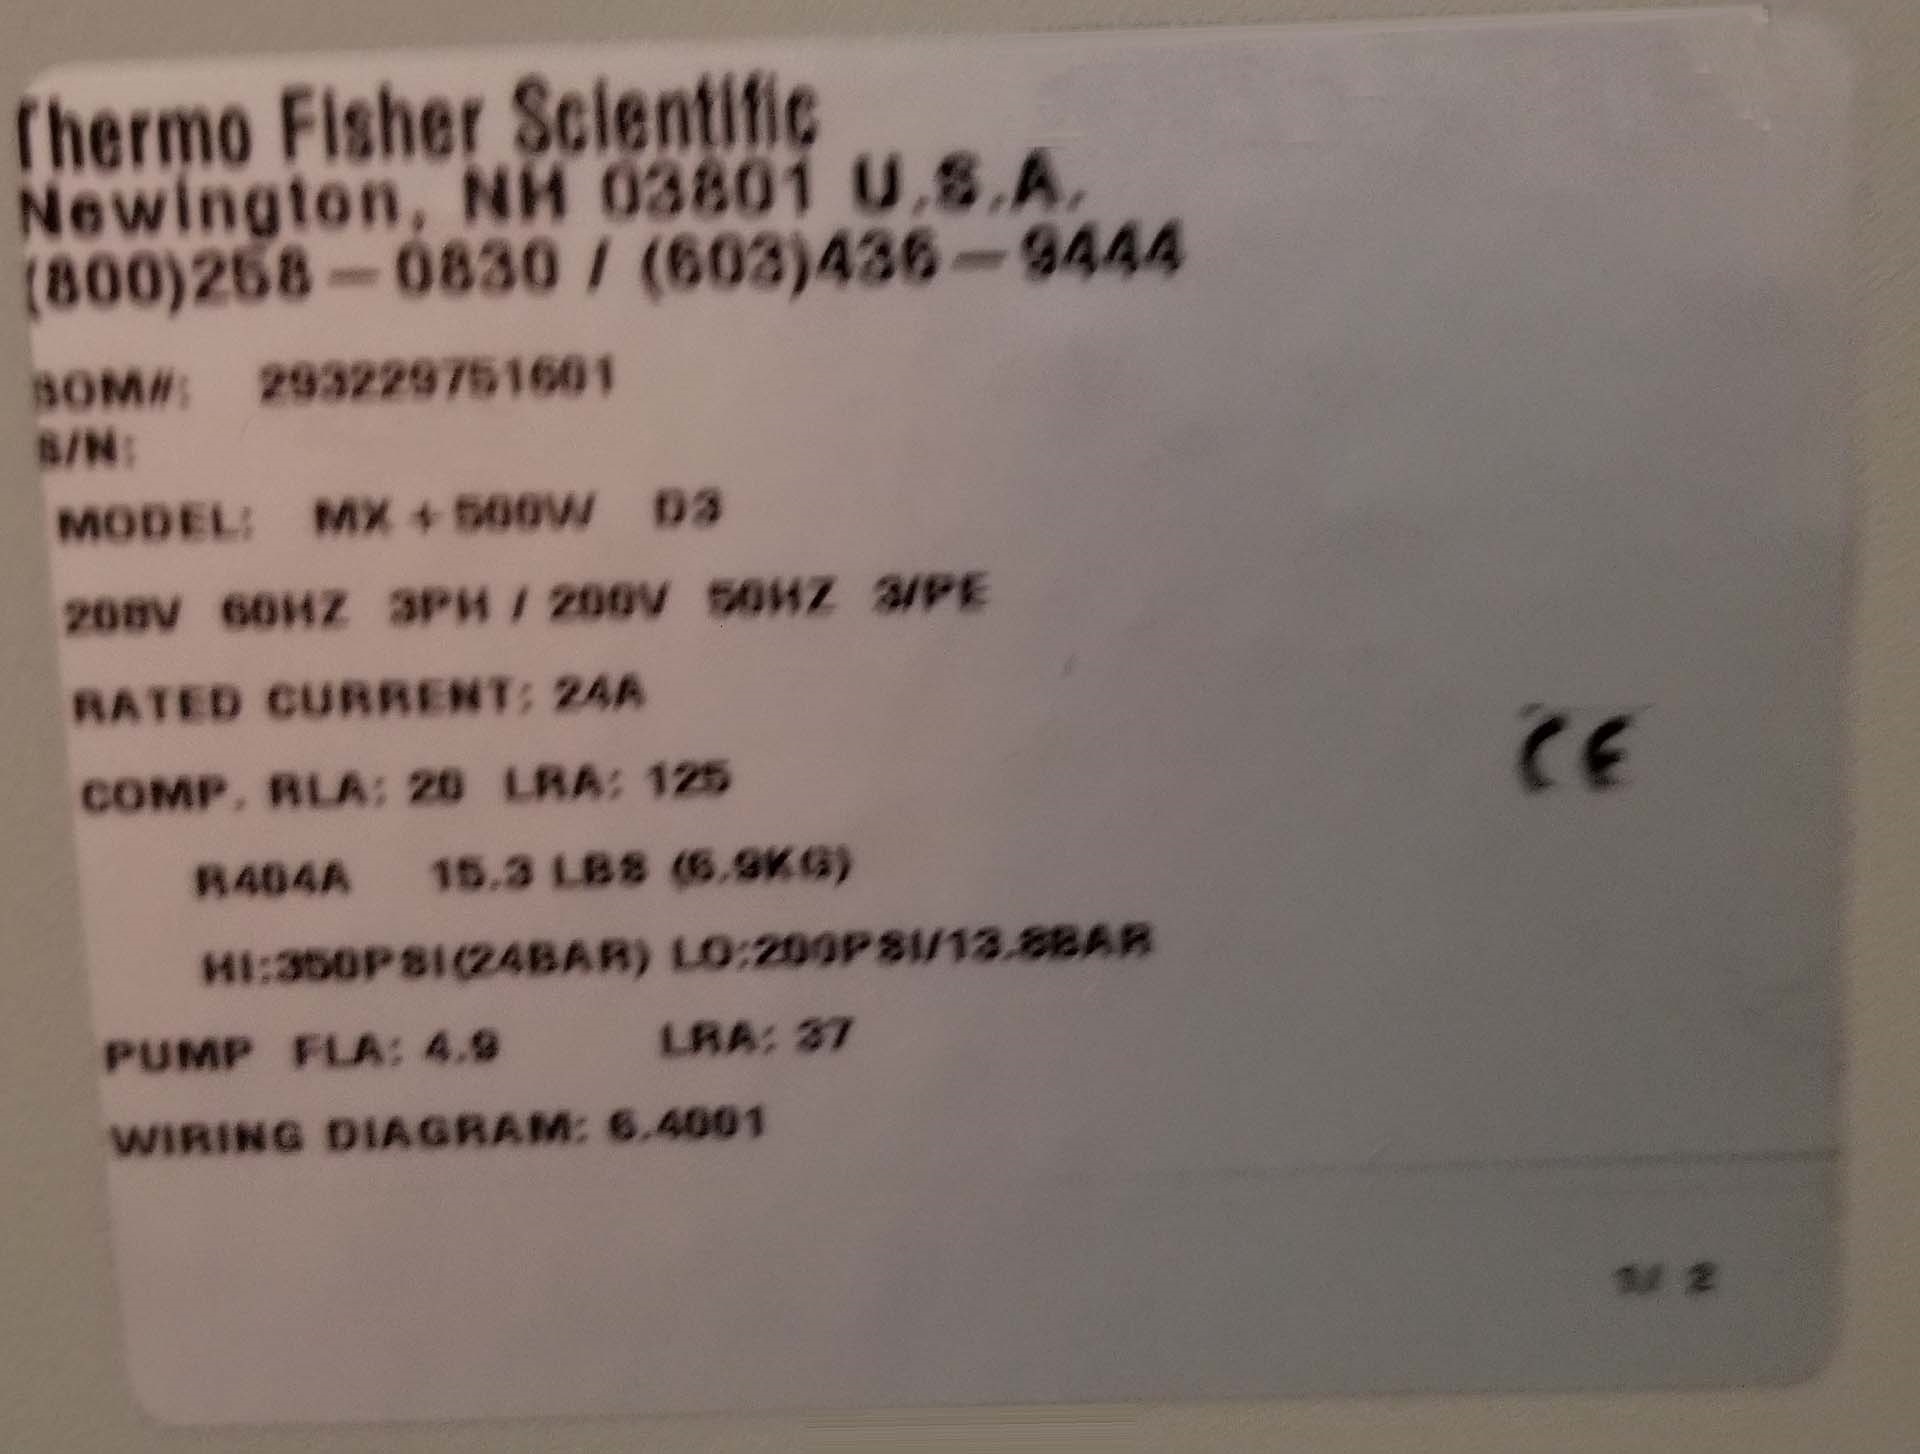 Thermo Fisher Scientific
Newington, NH 03801 U.S.A.
(800)258-0830 / (603)436-9444
BOM#: 293229751601
S/N:
MODEL: MX+500W D3
208V 60HZ 3PH / 200V 50HZ 3/PE
RATED CURRENT: 24A
COMP. RLA: 20 LRA: 125
R404A 15.3 LBS (6.9KG)
HI:350PSI(24BAR) LO:200PSI/13.8BAR
PUMP FLA: 4.9 LRA: 37
WIRING DIAGRAM: 6.4001
CE
2